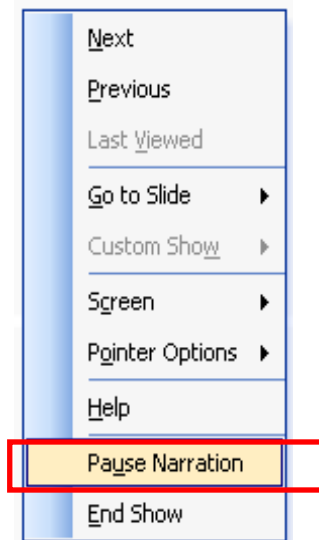 Next
Previous
Last Viewed
Go to Slide
Custom Show
Screen
Pointer Options
Help
Pause Narration
End Show